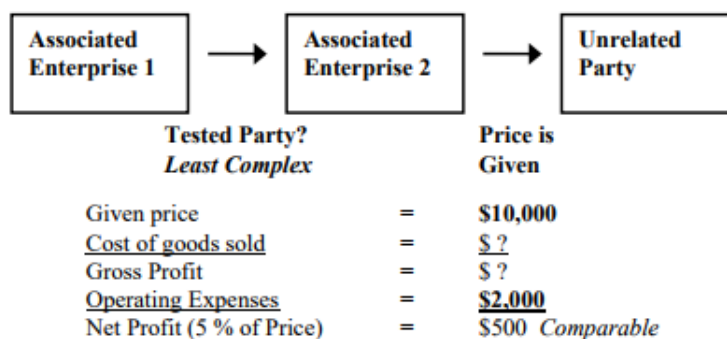 Associated Associated Unrelated
Enterprise 1 Enterprise 2 Party
Tested Party? Price is
Least Complex Given
Given price = $10,000
Cost of goods sold = $ ?
Gross Profit = $ ?
Operating Expenses = $2,000
Net Profit (5 % of Price) = $500 Comparable